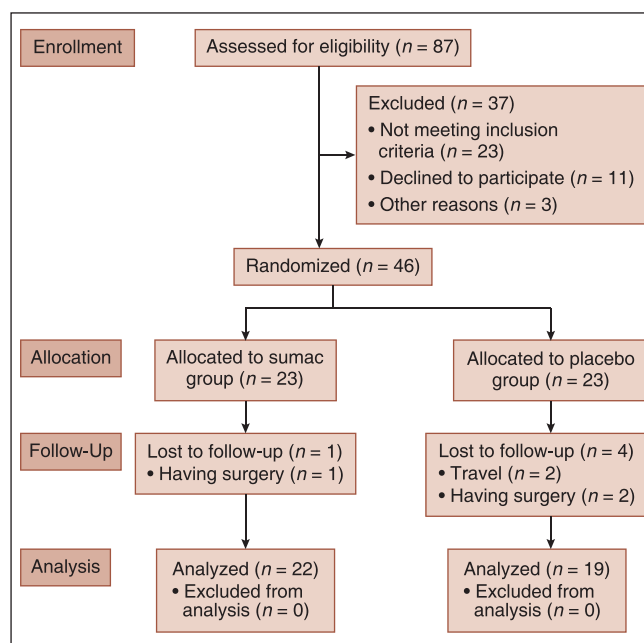 Enrollment
Assessed for eligibility (n = 87)
Excluded (n = 37)
• Not meeting inclusion
criteria (n = 23)
• Declined to participate (n = 11)
• Other reasons (n = 3)
Randomized (n = 46)
Allocation
Allocated to sumac
group (n = 23)
Allocated to placebo
group (n = 23)
Follow-Up
Lost to follow-up (n = 1)
• Having surgery (n = 1)
Lost to follow-up (n = 4)
• Travel (n = 2)
• Having surgery (n = 2)
Analysis
Analyzed (n = 22)
• Excluded from
analysis (n = 0)
Analyzed (n = 19)
• Excluded from
analysis (n = 0)